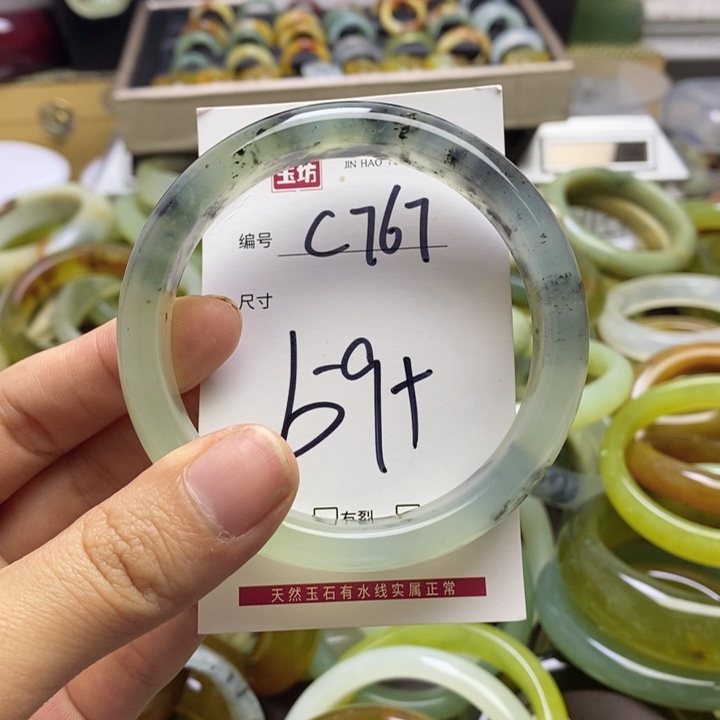 玉坊
JIN HAO
编号 C767
尺寸
69+
有裂
天然玉石有水线实属正常